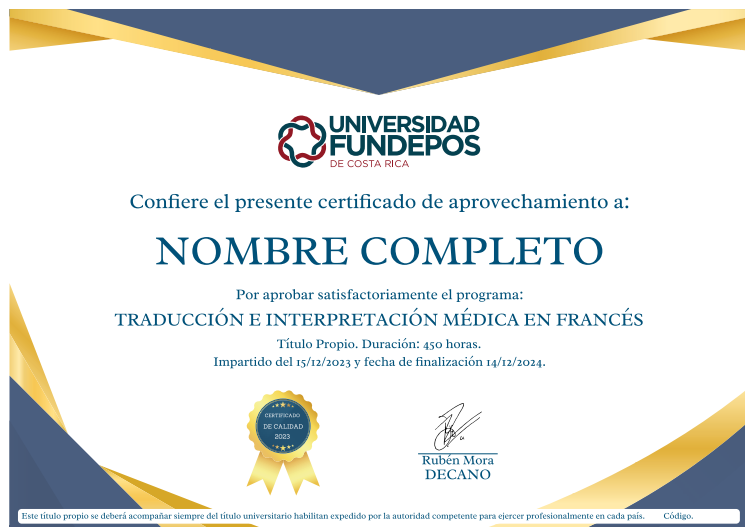 UNIVERSIDAD
FUNDEPOS
DE COSTA RICA
Confiere el presente certificado de aprovechamiento a:
NOMBRE COMPLETO
Por aprobar satisfactoriamente el programa:
TRADUCCIÓN E INTERPRETACIÓN MÉDICA EN FRANCÉS
Título Propio. Duración: 450 horas.
Impartido del 15/12/2023 y fecha de finalización 14/12/2024.
CERTIFICADO
DE CALIDAD
2023
Rubén Mora
DECANO
Este título propio se deberá acompañar siempre del título universitario habilitan expedido por la autoridad competente para ejercer profesionalmente en cada país. Código.